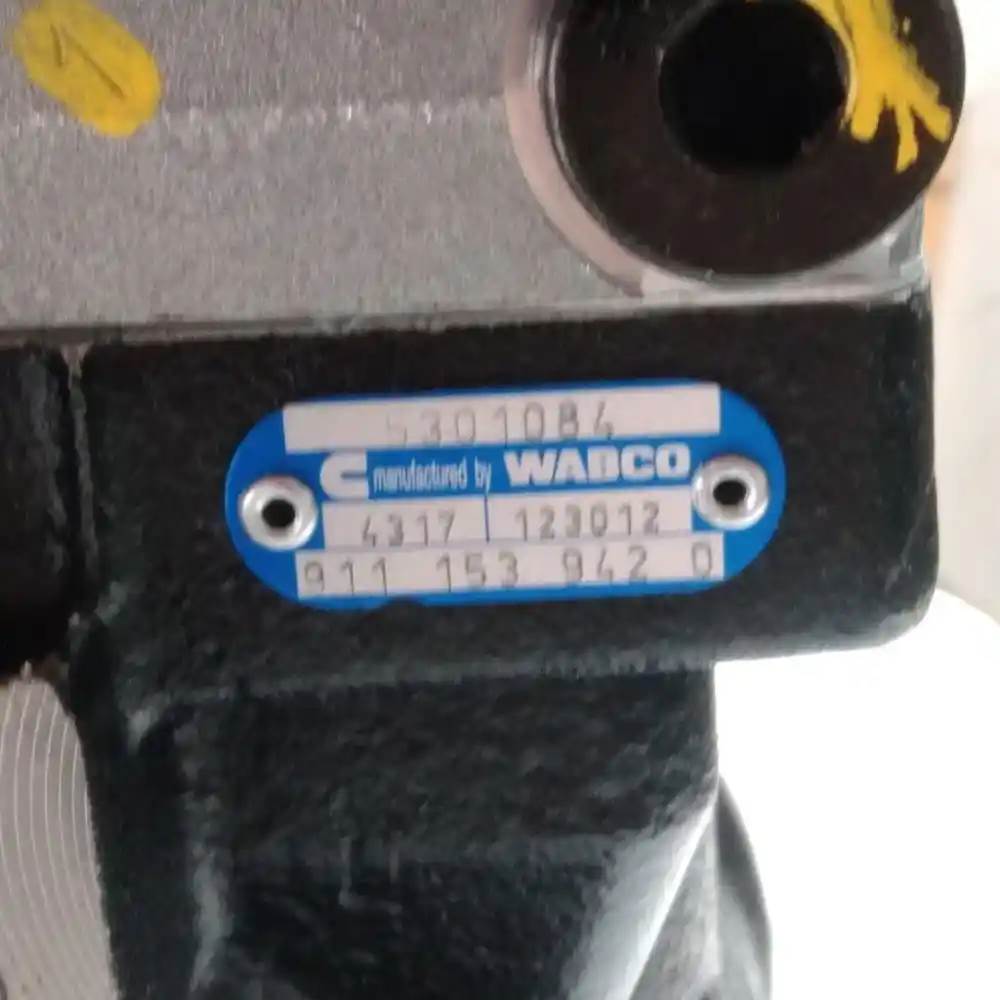 5301084
C manufactured by WABCO
4317 123012
911 153 942 0